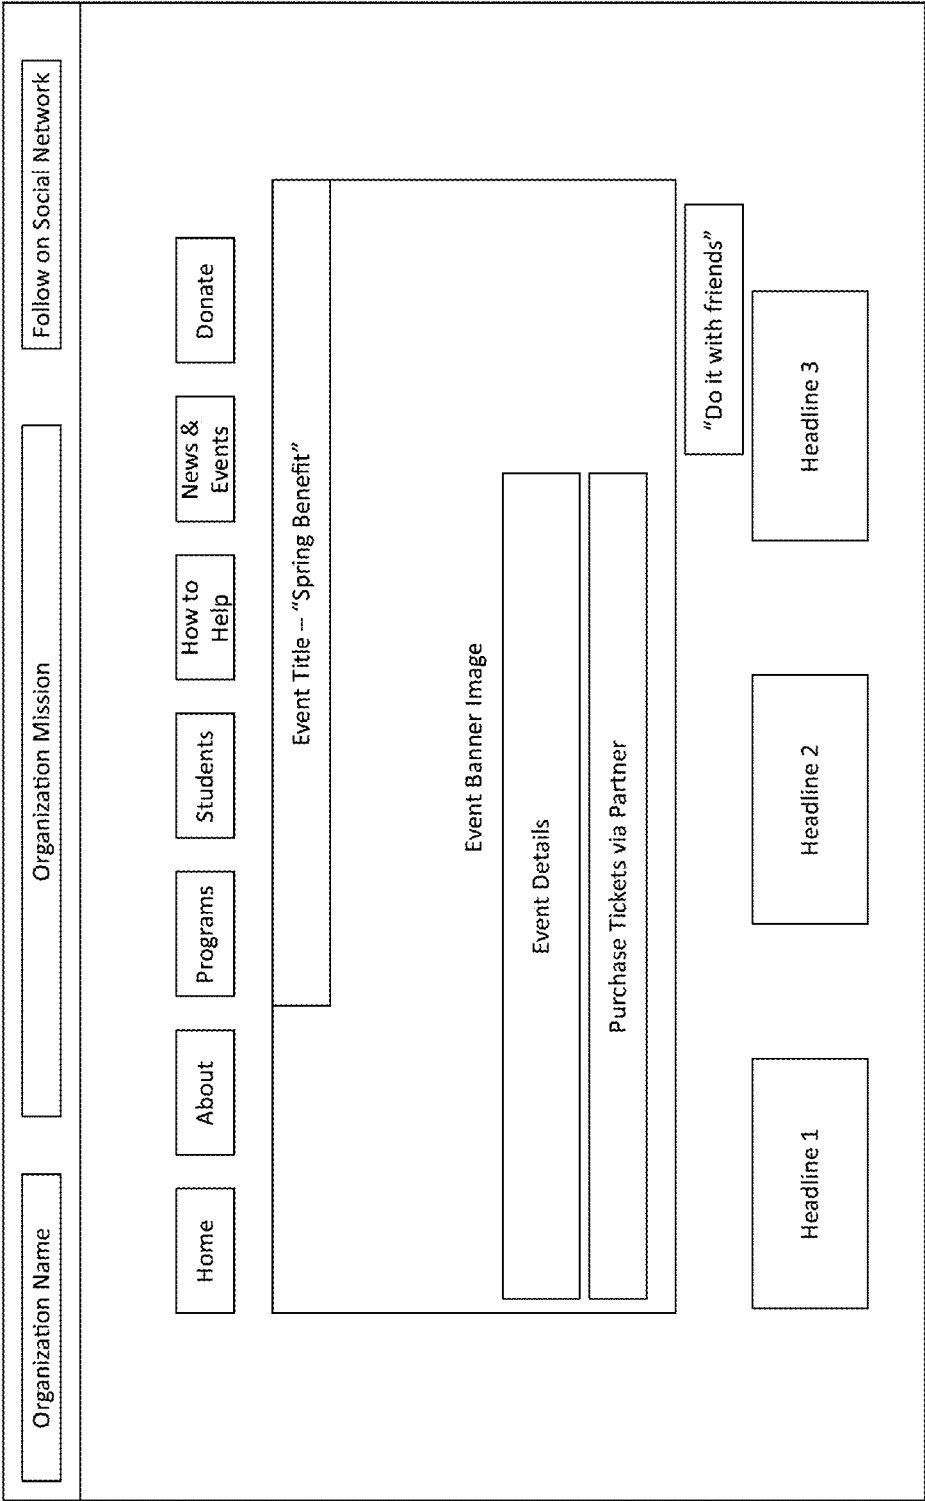 Organization Name
Organization Mission
Follow on Social Network
Home
About
Programs
Students
How to
Help
News &
Events
Donate
Event Title – “Spring Benefit”
Event Banner Image
Event Details
Purchase Tickets via Partner
“Do it with friends”
Headline 1
Headline 2
Headline 3